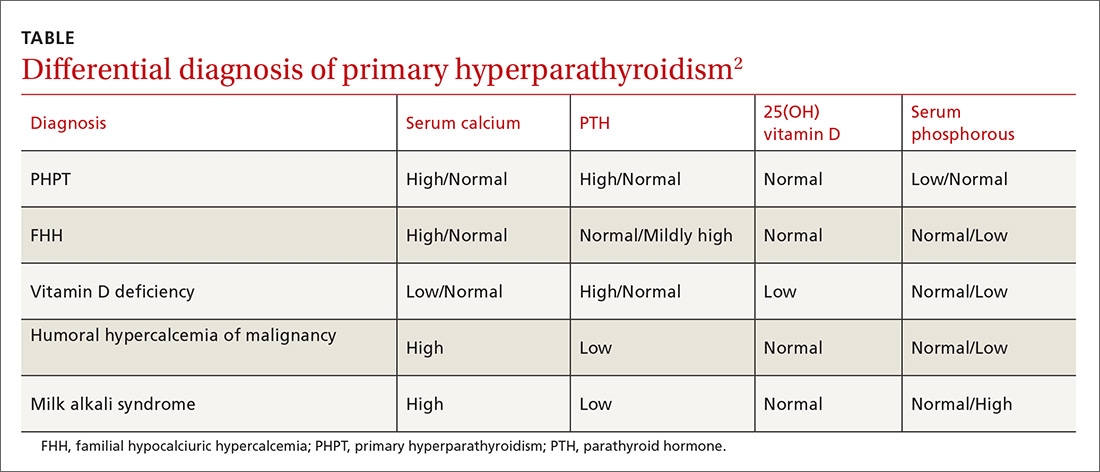 TABLE
Differential diagnosis of primary hyperparathyroidism²
Diagnosis Serum calcium PTH 25(OH) vitamin D Serum phosphorous
PHPT High/Normal High/Normal Normal Low/Normal
FHH High/Normal Normal/Mildly high Normal Normal/Low
Vitamin D deficiency Low/Normal High/Normal Low Normal/Low
Humoral hypercalcemia of malignancy High Low Normal Normal/Low
Milk alkali syndrome High Low Normal Normal/High
FHH, familial hypocalciuric hypercalcemia; PHPT, primary hyperparathyroidism; PTH, parathyroid hormone.